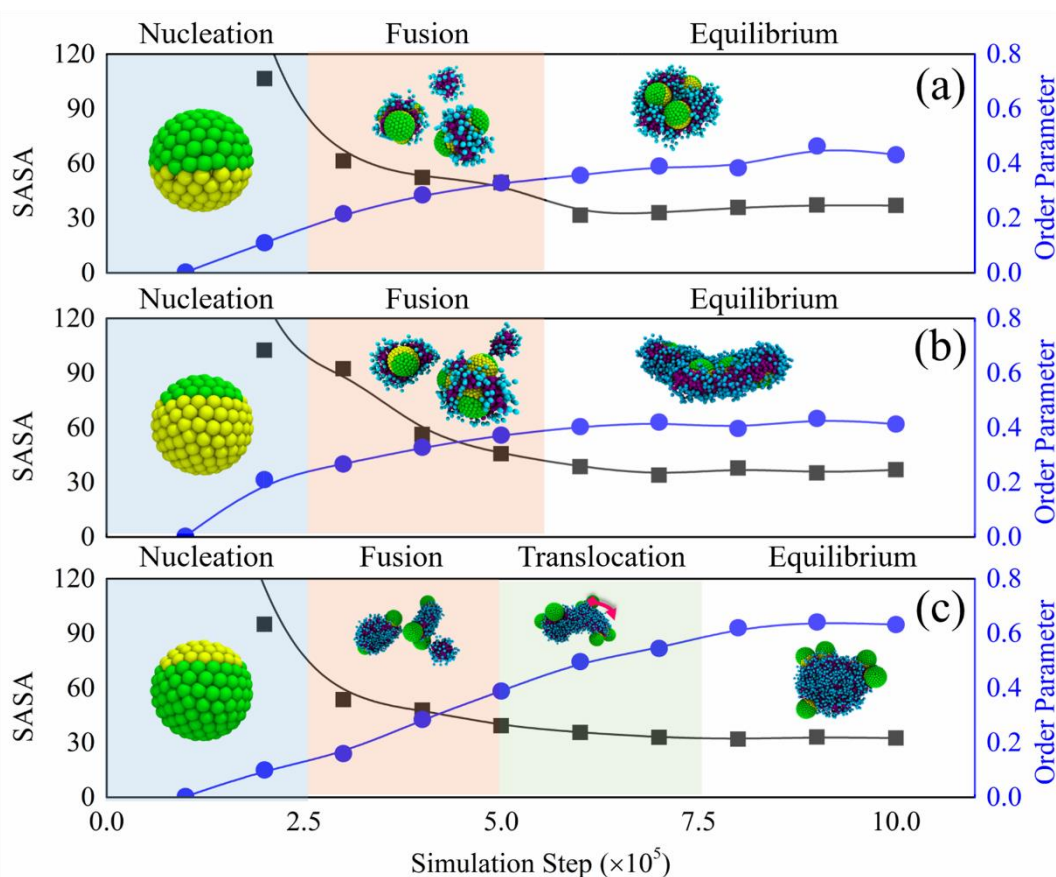 Nucleation Fusion Equilibrium
120 0.8
(a)
90 0.6
60 0.4
30 0.2
0 0.0
SASA
Order Parameter
Nucleation Fusion Equilibrium
120 0.8
(b)
90 0.6
60 0.4
30 0.2
0 0.0
SASA
Order Parameter
Nucleation Fusion Translocation Equilibrium
120 0.8
(c)
90 0.6
60 0.4
30 0.2
0 0.0
SASA
Order Parameter
0.0 2.5 5.0 7.5 10.0
Simulation Step (×10⁵)